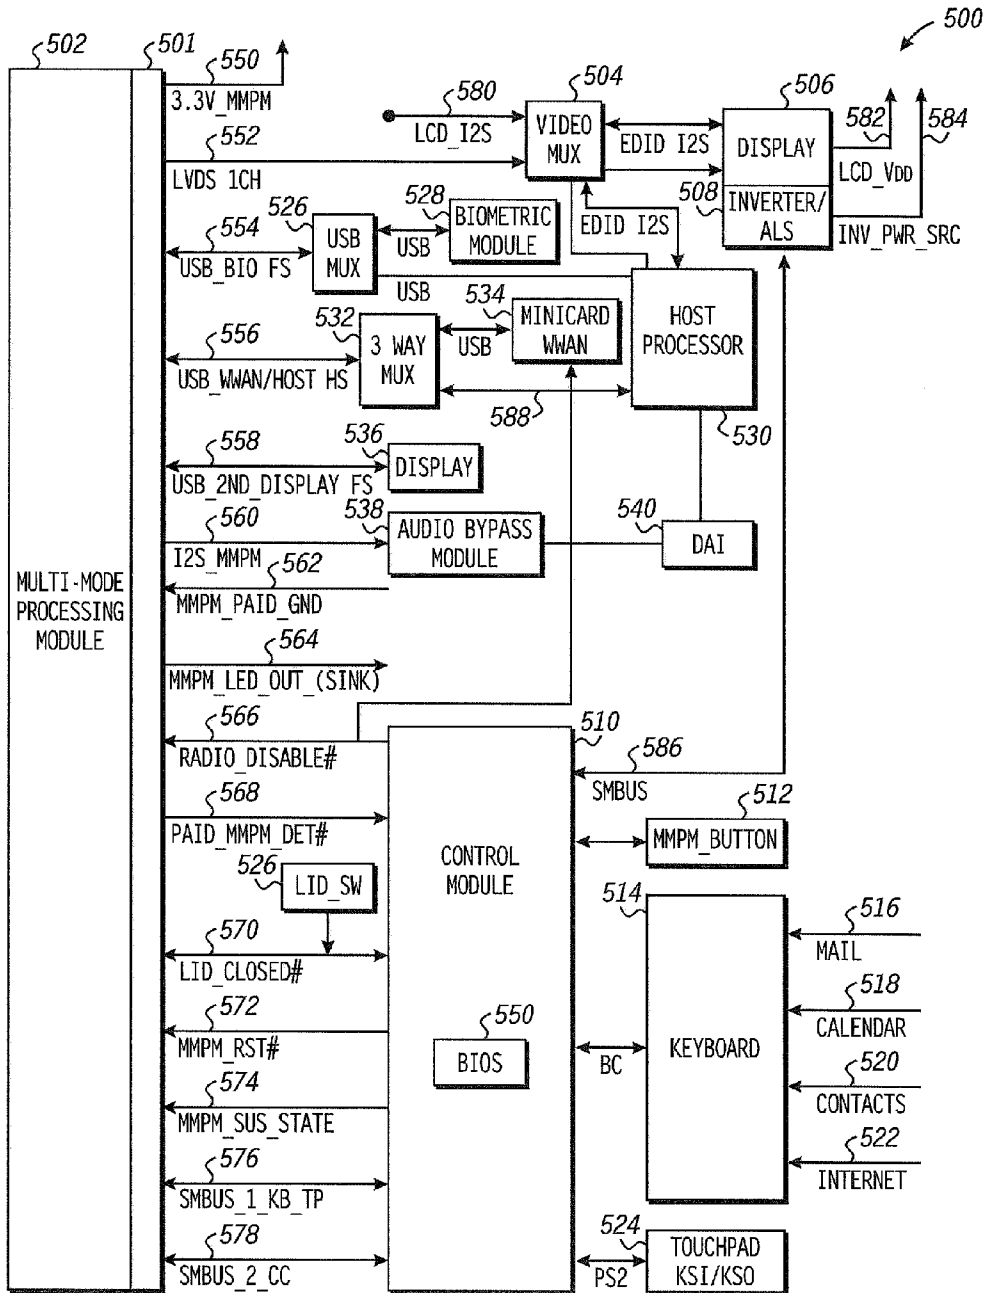 500
502
501
550
3.3V_MMPM
580
LCD_I2S
504
VIDEO
MUX
EDID I2S
506
DISPLAY
582
584
LCD_VDD
508
INVERTER/
ALS
INV_PWR_SRC
552
LVDS 1CH
EDID I2S
554
USB_BIO FS
526
USB
MUX
USB
528
BIOMETRIC
MODULE
USB
HOST
PROCESSOR
530
556
USB_WWAN/HOST HS
532
3 WAY
MUX
USB
534
MINICARD
WWAN
588
558
USB_2ND_DISPLAY FS
536
DISPLAY
560
I2S_MMPM
538
AUDIO BYPASS
MODULE
540
DAI
562
MMPM_PAID_GND
MULTI-MODE
PROCESSING
MODULE
564
MMPM_LED_OUT_(SINK)
566
RADIO_DISABLE#
510
586
SMBUS
568
PAID_MMPM_DET#
512
MMPM_BUTTON
CONTROL
MODULE
526
LID_SW
570
LID_CLOSED#
514
KEYBOARD
516
MAIL
518
CALENDAR
520
CONTACTS
522
INTERNET
572
MMPM_RST#
550
BIOS
BC
574
MMPM_SUS_STATE
576
SMBUS_1_KB_TP
578
SMBUS_2_CC
PS2
524
TOUCHPAD
KSI/KSO